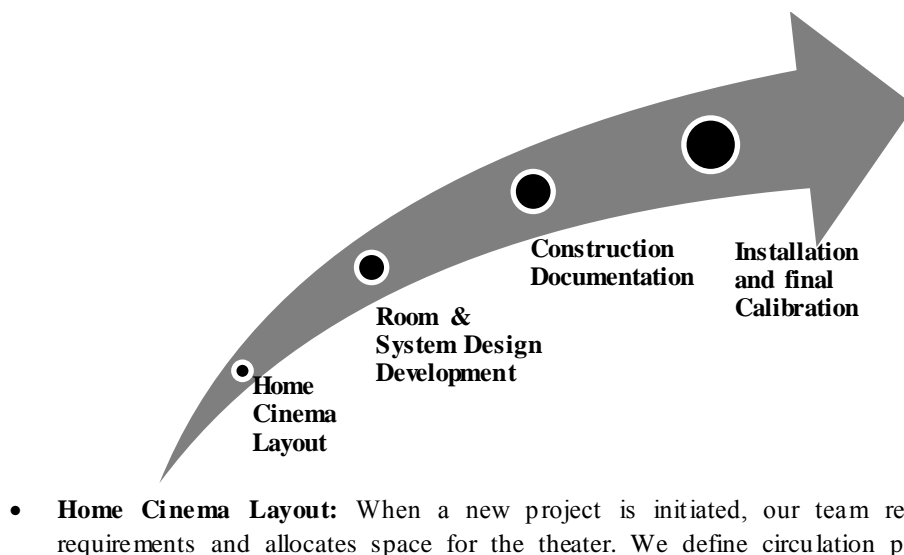 Construction
Documentation
Installation
and final
Calibration
Room &
System Design
Development
Home
Cinema
Layout
• Home Cinema Layout: When a new project is initiated, our team
requirements and allocates space for the theater. We define circulation